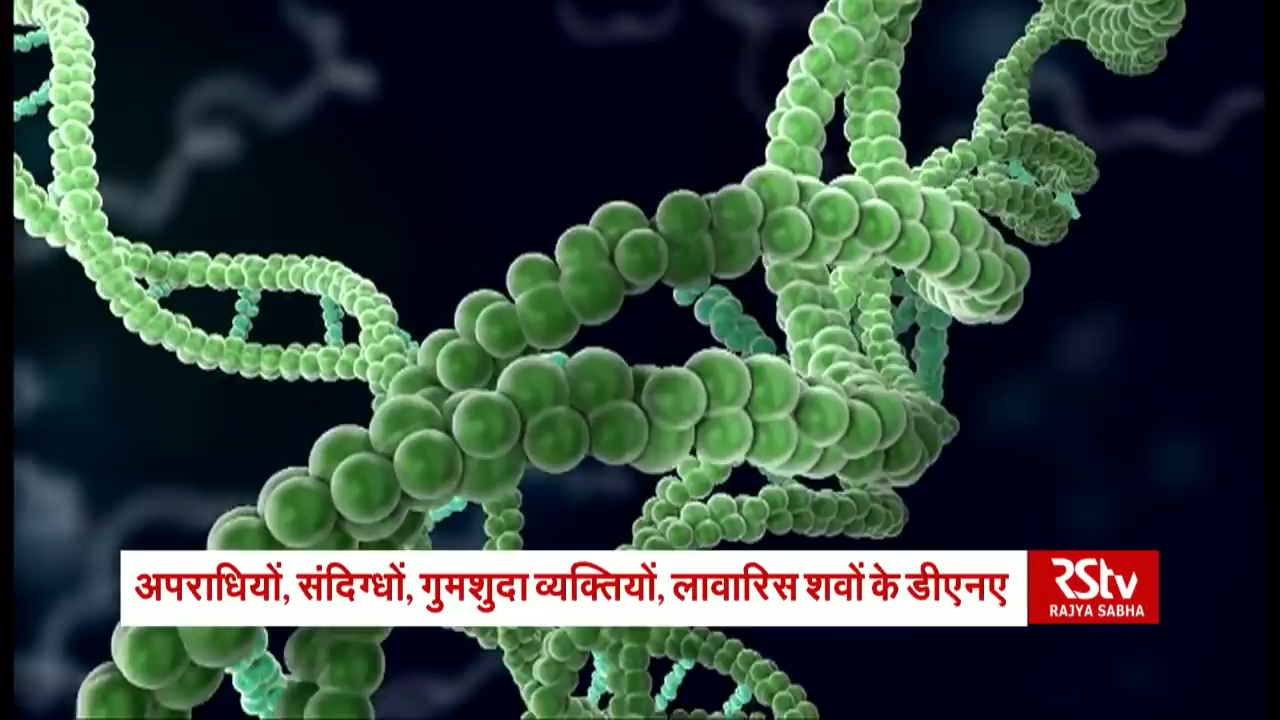 अपराधियों, संदिग्धों, गुमशुदा व्यक्तियों, लावारिस शवों के डीएनए
RStv
RAJYA SABHA